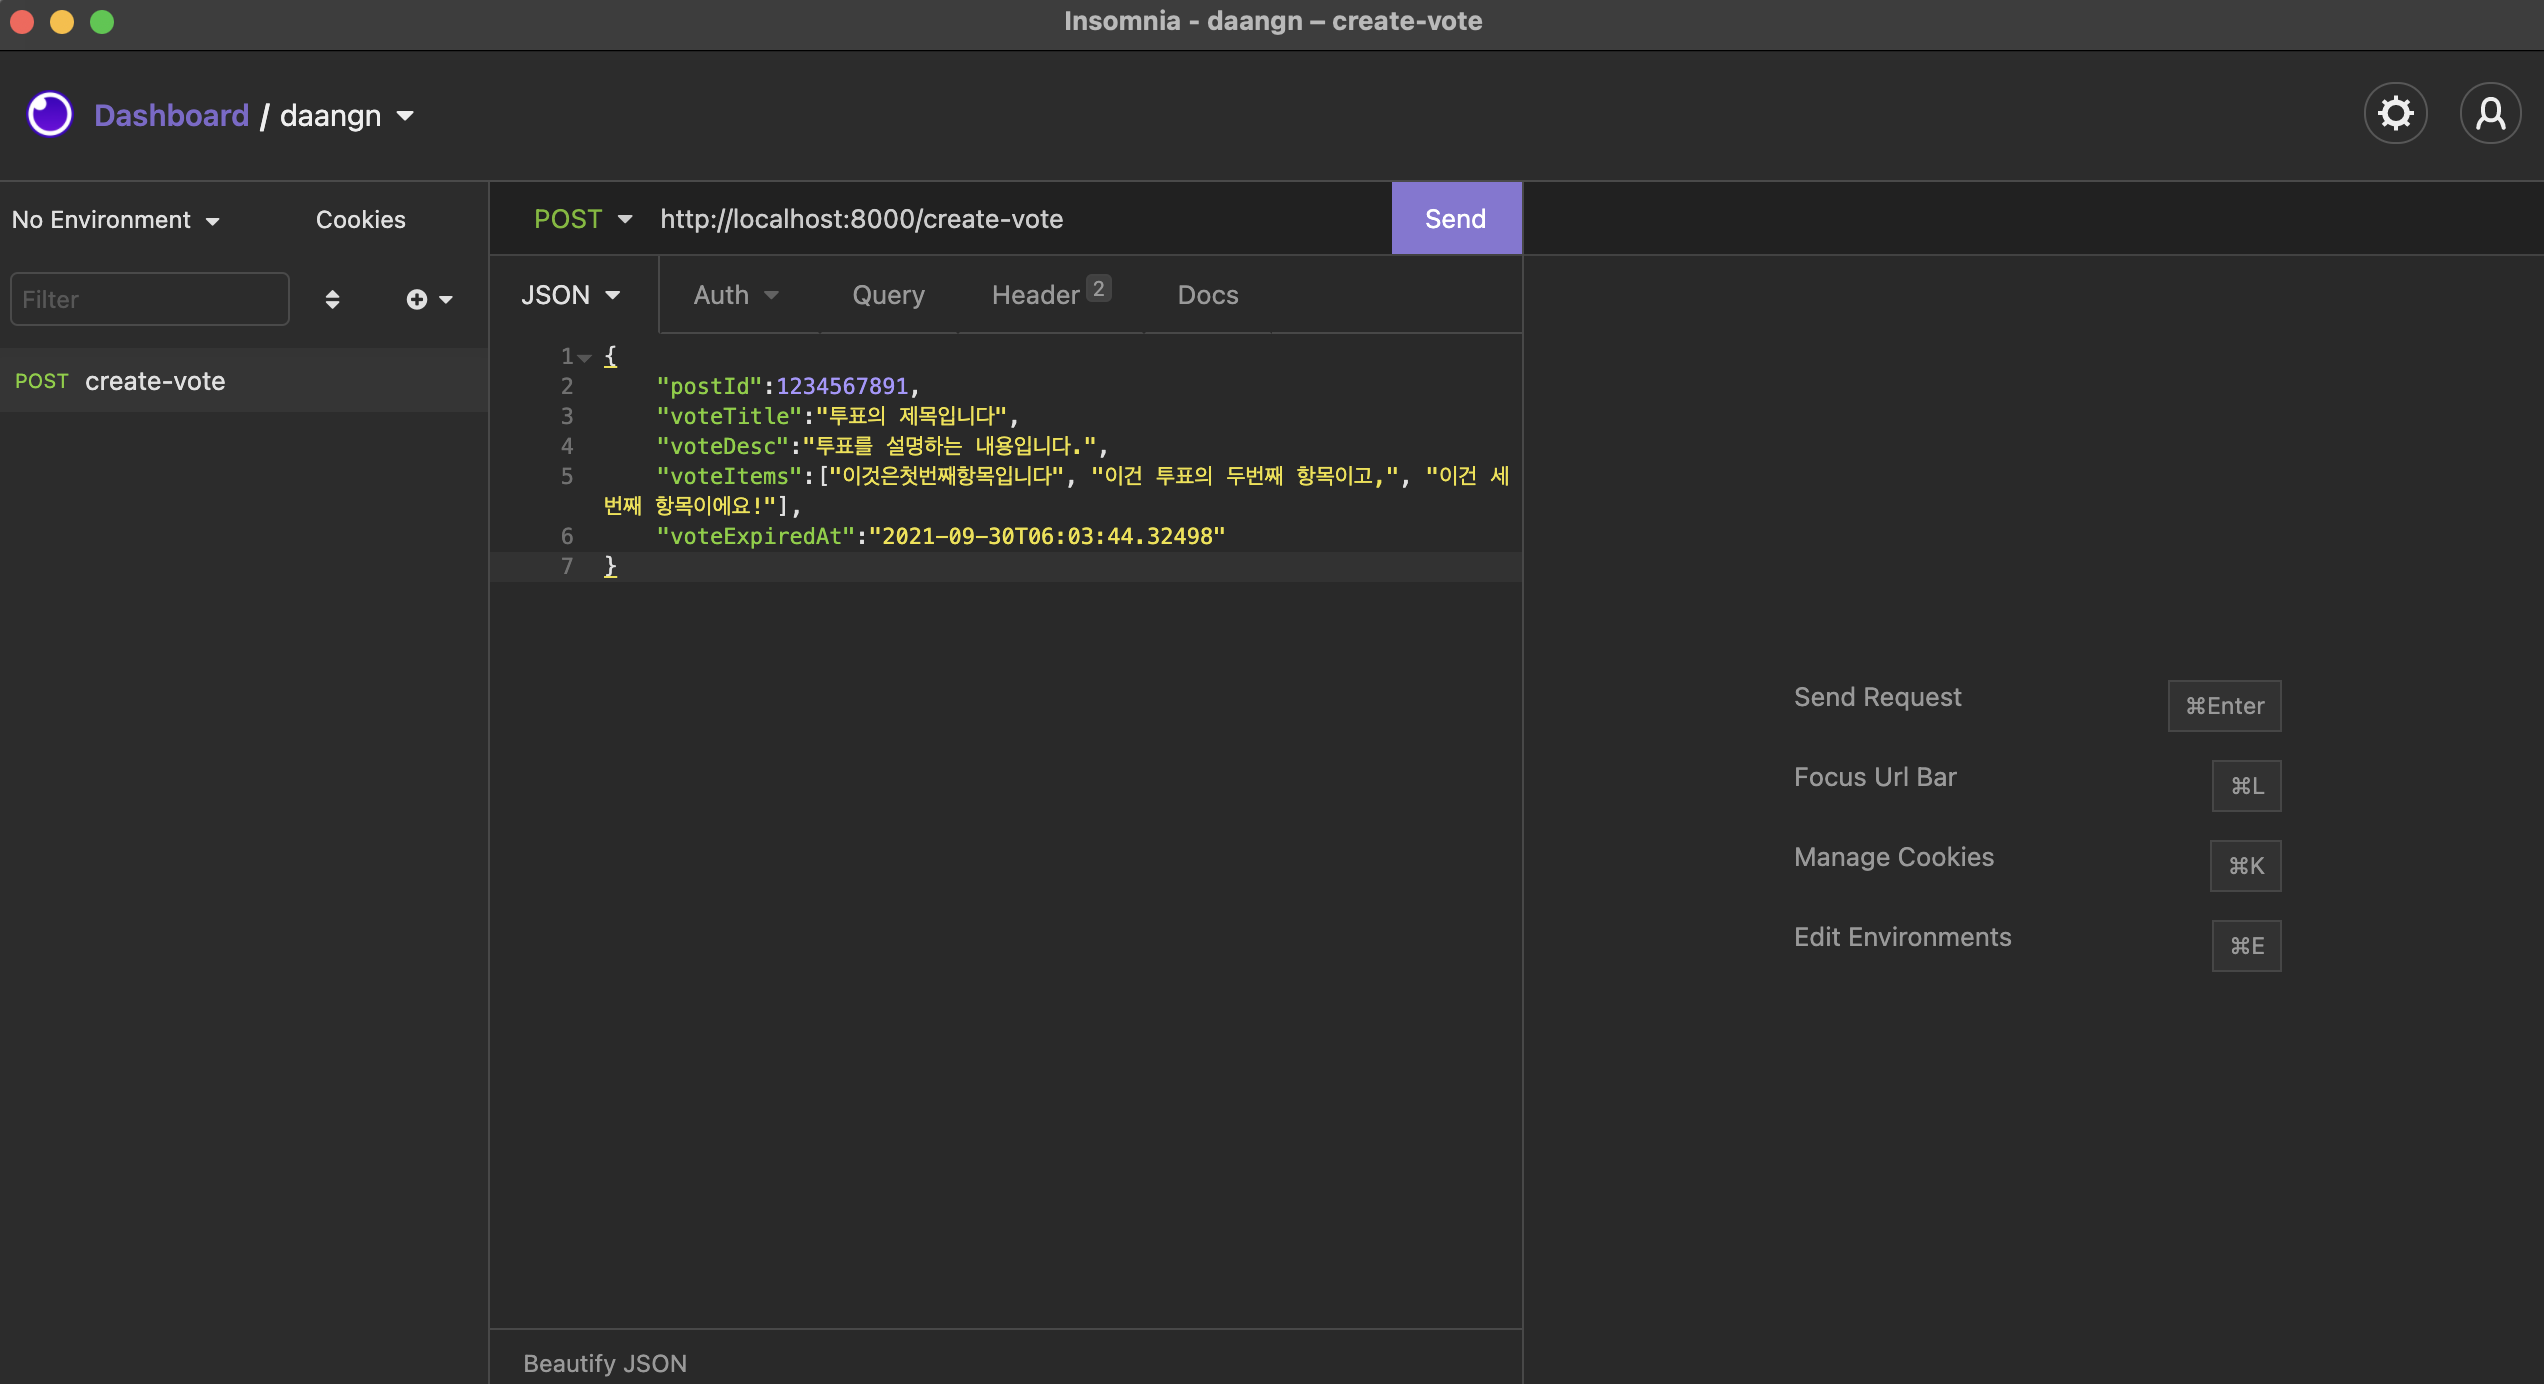 Insomnia - daangn – create-vote
Dashboard / daangn
No Environment
Cookies
POST
http://localhost:8000/create-vote
Send
Filter
JSON
Auth
Query
Header 2
Docs
POST create-vote
1 {
2 "postId":1234567891,
3 "voteTitle":"투표의 제목입니다",
4 "voteDesc":"투표를 설명하는 내용입니다.",
5 "voteItems":["이것은첫번째항목입니다", "이건 투표의 두번째 항목이고,", "이건 세
번째 항목이에요!"],
6 "voteExpiredAt":"2021-09-30T06:03:44.32498"
7 }
Send Request ⌘Enter
Focus Url Bar ⌘L
Manage Cookies ⌘K
Edit Environments ⌘E
Beautify JSON